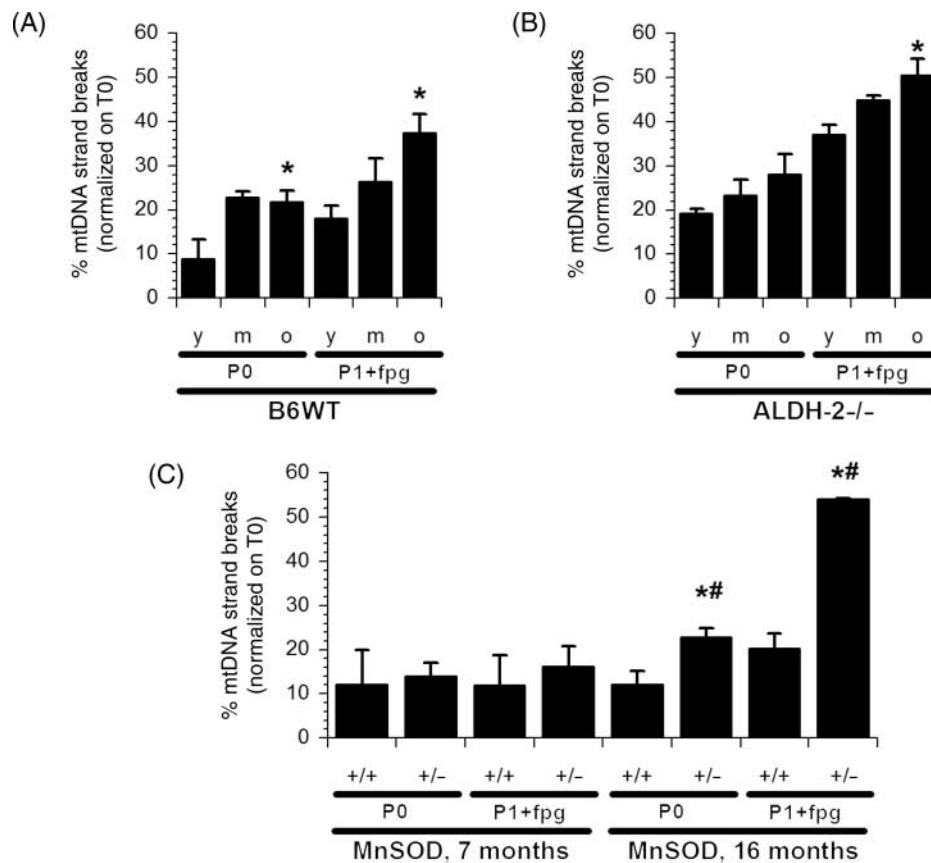 (A)
% mtDNA strand breaks
(normalized on T0)
60
50
40
30
20
10
0
*
*
y m o y m o
P0 P1+fpg
B6WT
(B)
% mtDNA strand breaks
(normalized on T0)
60
50
40
30
20
10
0
*
y m o y m o
P0 P1+fpg
ALDH-2-/-
(C)
% mtDNA strand breaks
(normalized on T0)
60
50
40
30
20
10
0
*#
*#
+/+ +/− +/+ +/− +/+ +/− +/+ +/−
P0 P1+fpg P0 P1+fpg
MnSOD, 7 months MnSOD, 16 months